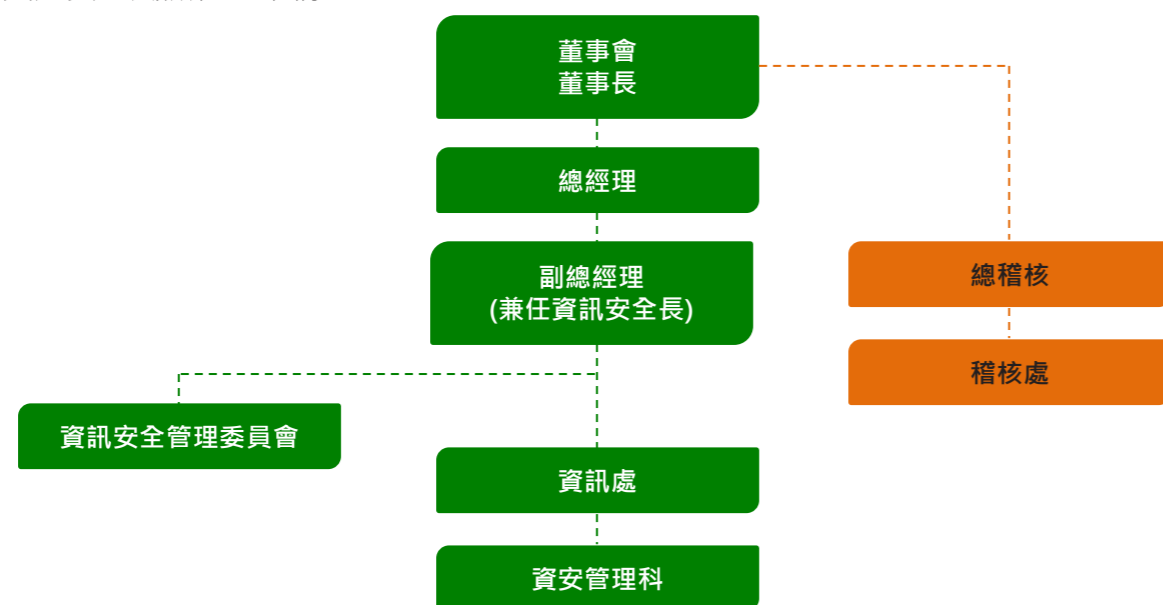 董事會
董事長
總經理
副總經理
(兼任資訊安全長)
總稽核
稽核處
資訊安全管理委員會
資訊處
資安管理科